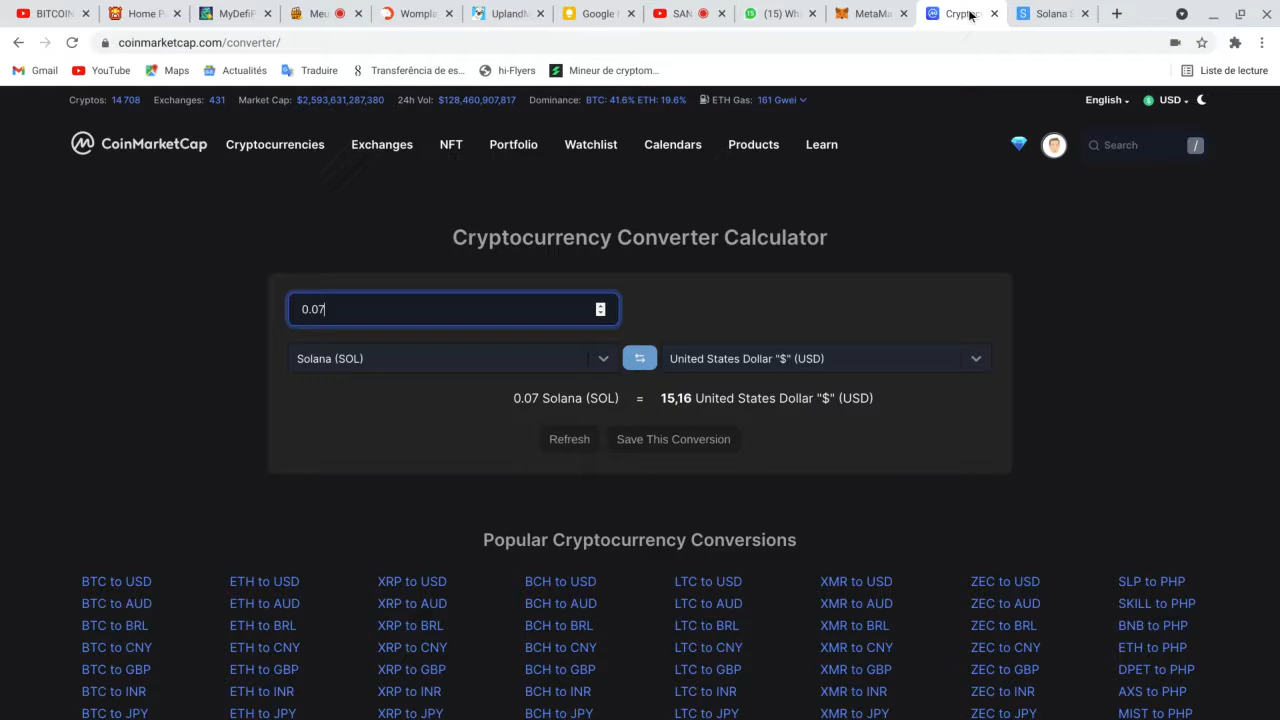 BITCOIN
Home P
MyDefiP
Meu
Wompla
UplandM
Google
SAN
(15) Wh
MetaMa
Crypto
Solana S
coinmarketcap.com/converter/
Gmail
YouTube
Maps
Actualités
Traduire
Transferência de es...
hi-Flyers
Mineur de cryptom...
Liste de lecture
Cryptos: 14 708 Exchanges: 431 Market Cap: $2,593,631,287,380 24h Vol: $128,460,907,817 Dominance: BTC: 41.6% ETH: 19.6% ETH Gas: 161 Gwei
English
USD
CoinMarketCap
Cryptocurrencies
Exchanges
NFT
Portfolio
Watchlist
Calendars
Products
Learn
Search
/
Cryptocurrency Converter Calculator
0.07
Solana (SOL)
United States Dollar "$" (USD)
0.07 Solana (SOL) = 15,16 United States Dollar "$" (USD)
Refresh
Save This Conversion
Popular Cryptocurrency Conversions
BTC to USD ETH to USD XRP to USD BCH to USD LTC to USD XMR to USD ZEC to USD SLP to PHP
BTC to AUD ETH to AUD XRP to AUD BCH to AUD LTC to AUD XMR to AUD ZEC to AUD SKILL to PHP
BTC to BRL ETH to BRL XRP to BRL BCH to BRL LTC to BRL XMR to BRL ZEC to BRL BNB to PHP
BTC to CNY ETH to CNY XRP to CNY BCH to CNY LTC to CNY XMR to CNY ZEC to CNY ETH to PHP
BTC to GBP ETH to GBP XRP to GBP BCH to GBP LTC to GBP XMR to GBP ZEC to GBP DPET to PHP
BTC to INR ETH to INR XRP to INR BCH to INR LTC to INR XMR to INR ZEC to INR AXS to PHP
BTC to JPY ETH to JPY XRP to JPY BCH to JPY LTC to JPY XMR to JPY ZEC to JPY MIST to PHP